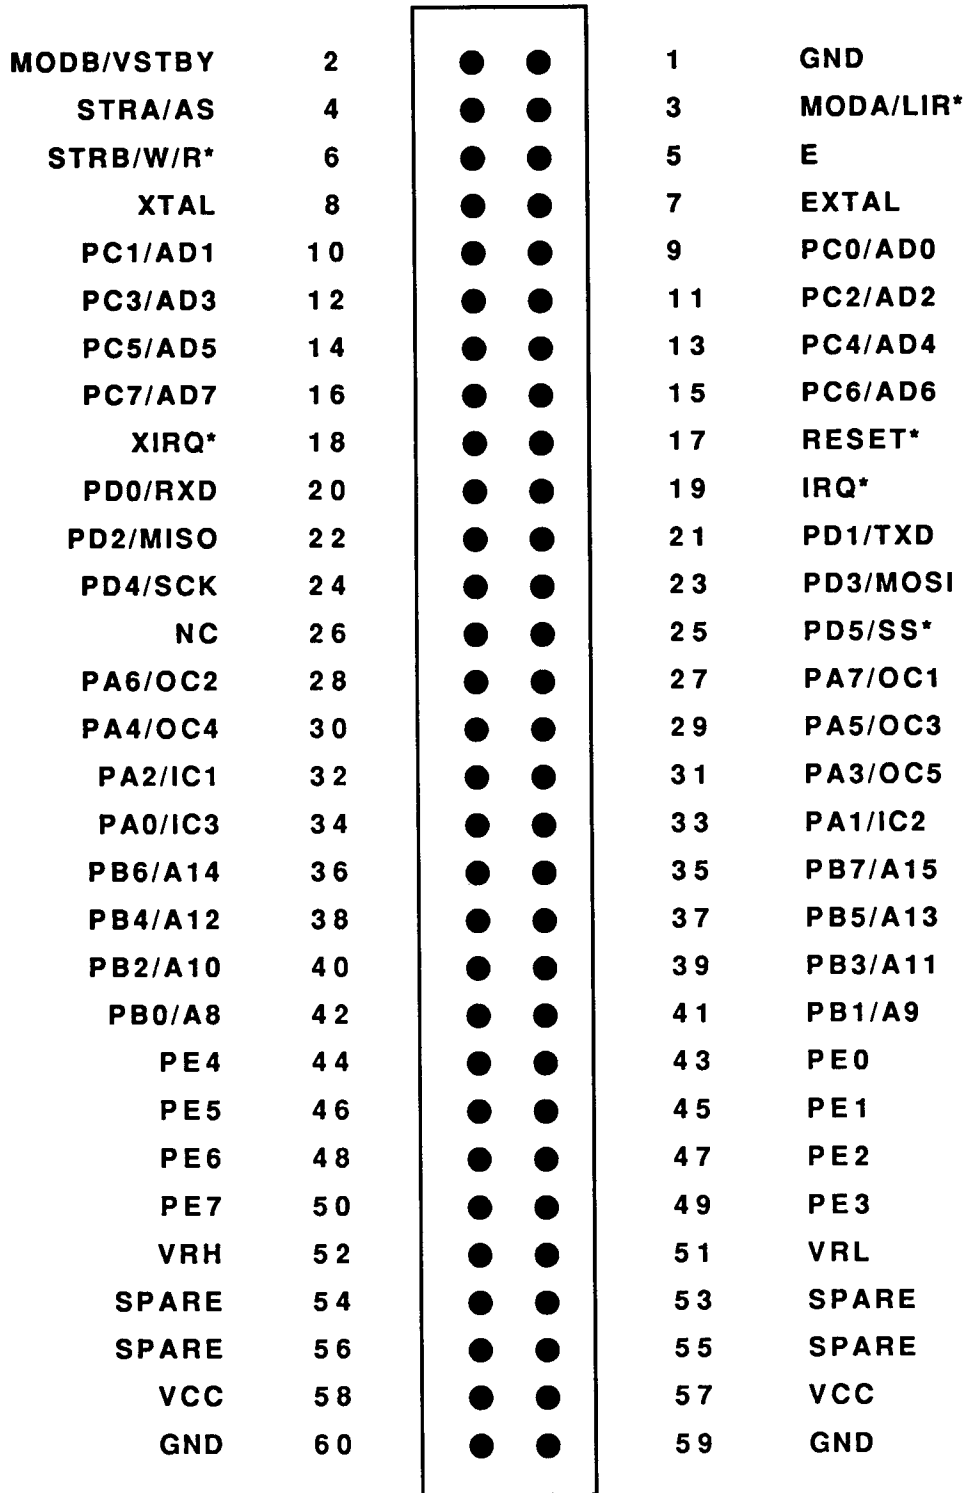 MODB/VSTBY 2 1 GND
STRA/AS 4 3 MODA/LIR*
STRB/W/R* 6 5 E
XTAL 8 7 EXTAL
PC1/AD1 10 9 PC0/AD0
PC3/AD3 12 11 PC2/AD2
PC5/AD5 14 13 PC4/AD4
PC7/AD7 16 15 PC6/AD6
XIRQ* 18 17 RESET*
PD0/RXD 20 19 IRQ*
PD2/MISO 22 21 PD1/TXD
PD4/SCK 24 23 PD3/MOSI
NC 26 25 PD5/SS*
PA6/OC2 28 27 PA7/OC1
PA4/OC4 30 29 PA5/OC3
PA2/IC1 32 31 PA3/OC5
PA0/IC3 34 33 PA1/IC2
PB6/A14 36 35 PB7/A15
PB4/A12 38 37 PB5/A13
PB2/A10 40 39 PB3/A11
PB0/A8 42 41 PB1/A9
PE4 44 43 PE0
PE5 46 45 PE1
PE6 48 47 PE2
PE7 50 49 PE3
VRH 52 51 VRL
SPARE 54 53 SPARE
SPARE 56 55 SPARE
VCC 58 57 VCC
GND 60 59 GND